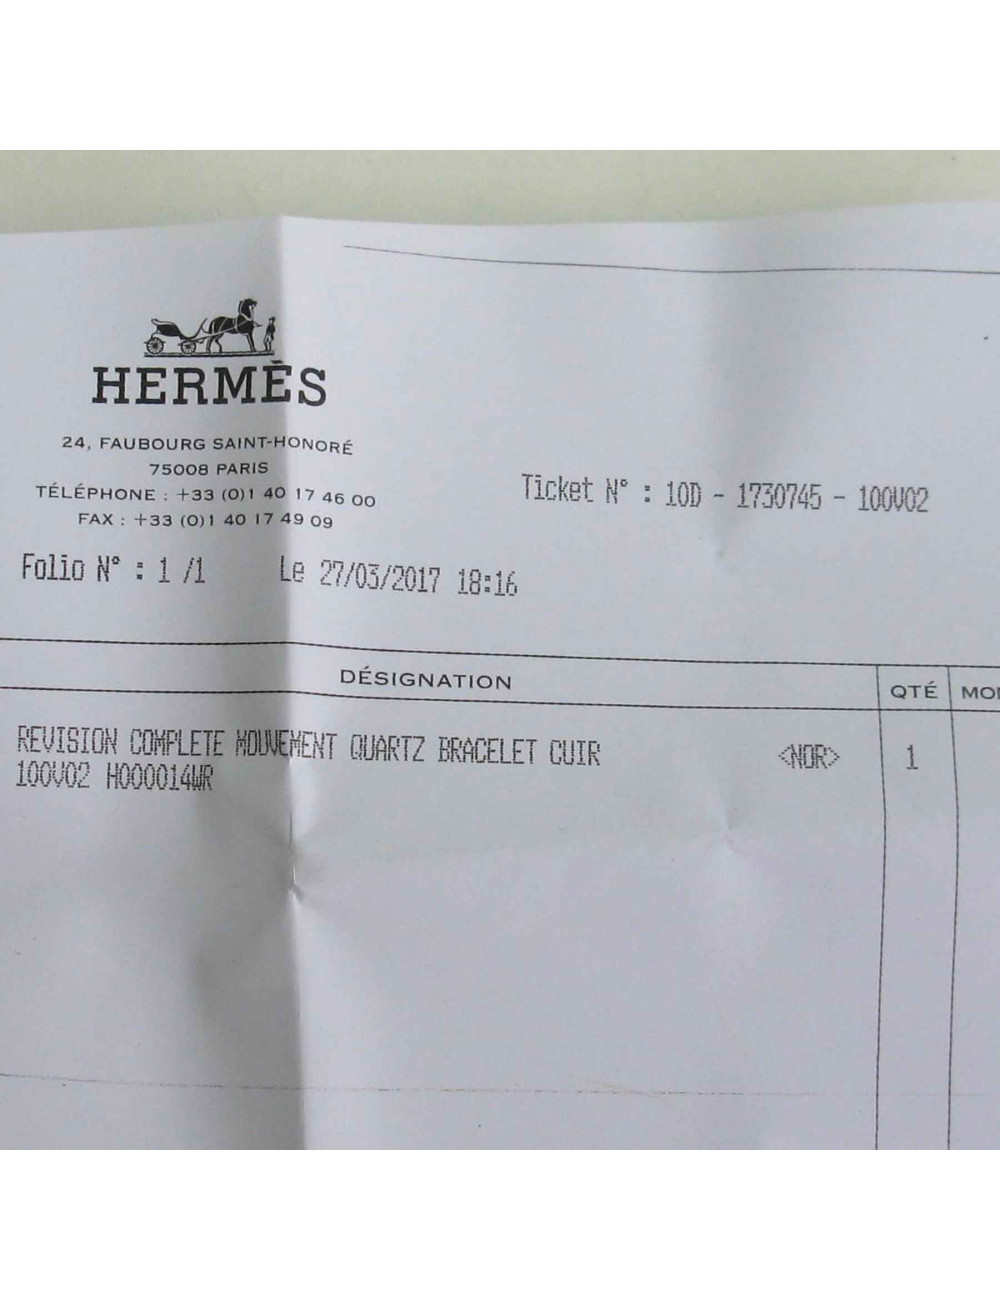 HERMÈS
24, FAUBOURG SAINT-HONORÉ
75008 PARIS
TÉLÉPHONE : +33 (0)1 40 17 46 00
FAX : +33 (0)1 40 17 49 09
Ticket N° : 10D - 1730745 - 100V02
Folio N° : 1 /1 Le 27/03/2017 18:16
DÉSIGNATION QTÉ
REVISION COMPLETE MOUVEMENT QUARTZ BRACELET CUIR <NOR> 1
100V02 H000014WR